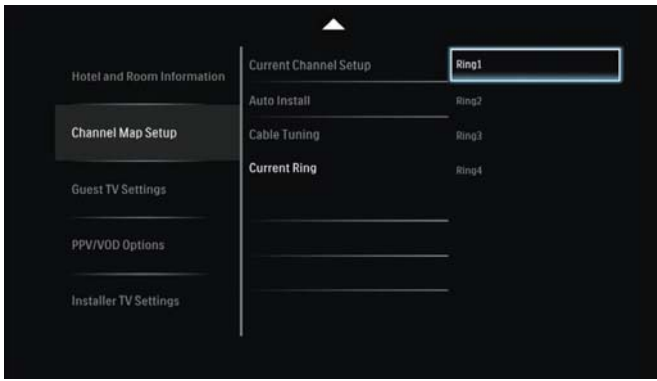 Hotel and Room Information
Channel Map Setup
Guest TV Settings
PPV/VOD Options
Installer TV Settings
Current Channel Setup
Auto Install
Cable Tuning
Current Ring
Ring1
Ring2
Ring3
Ring4